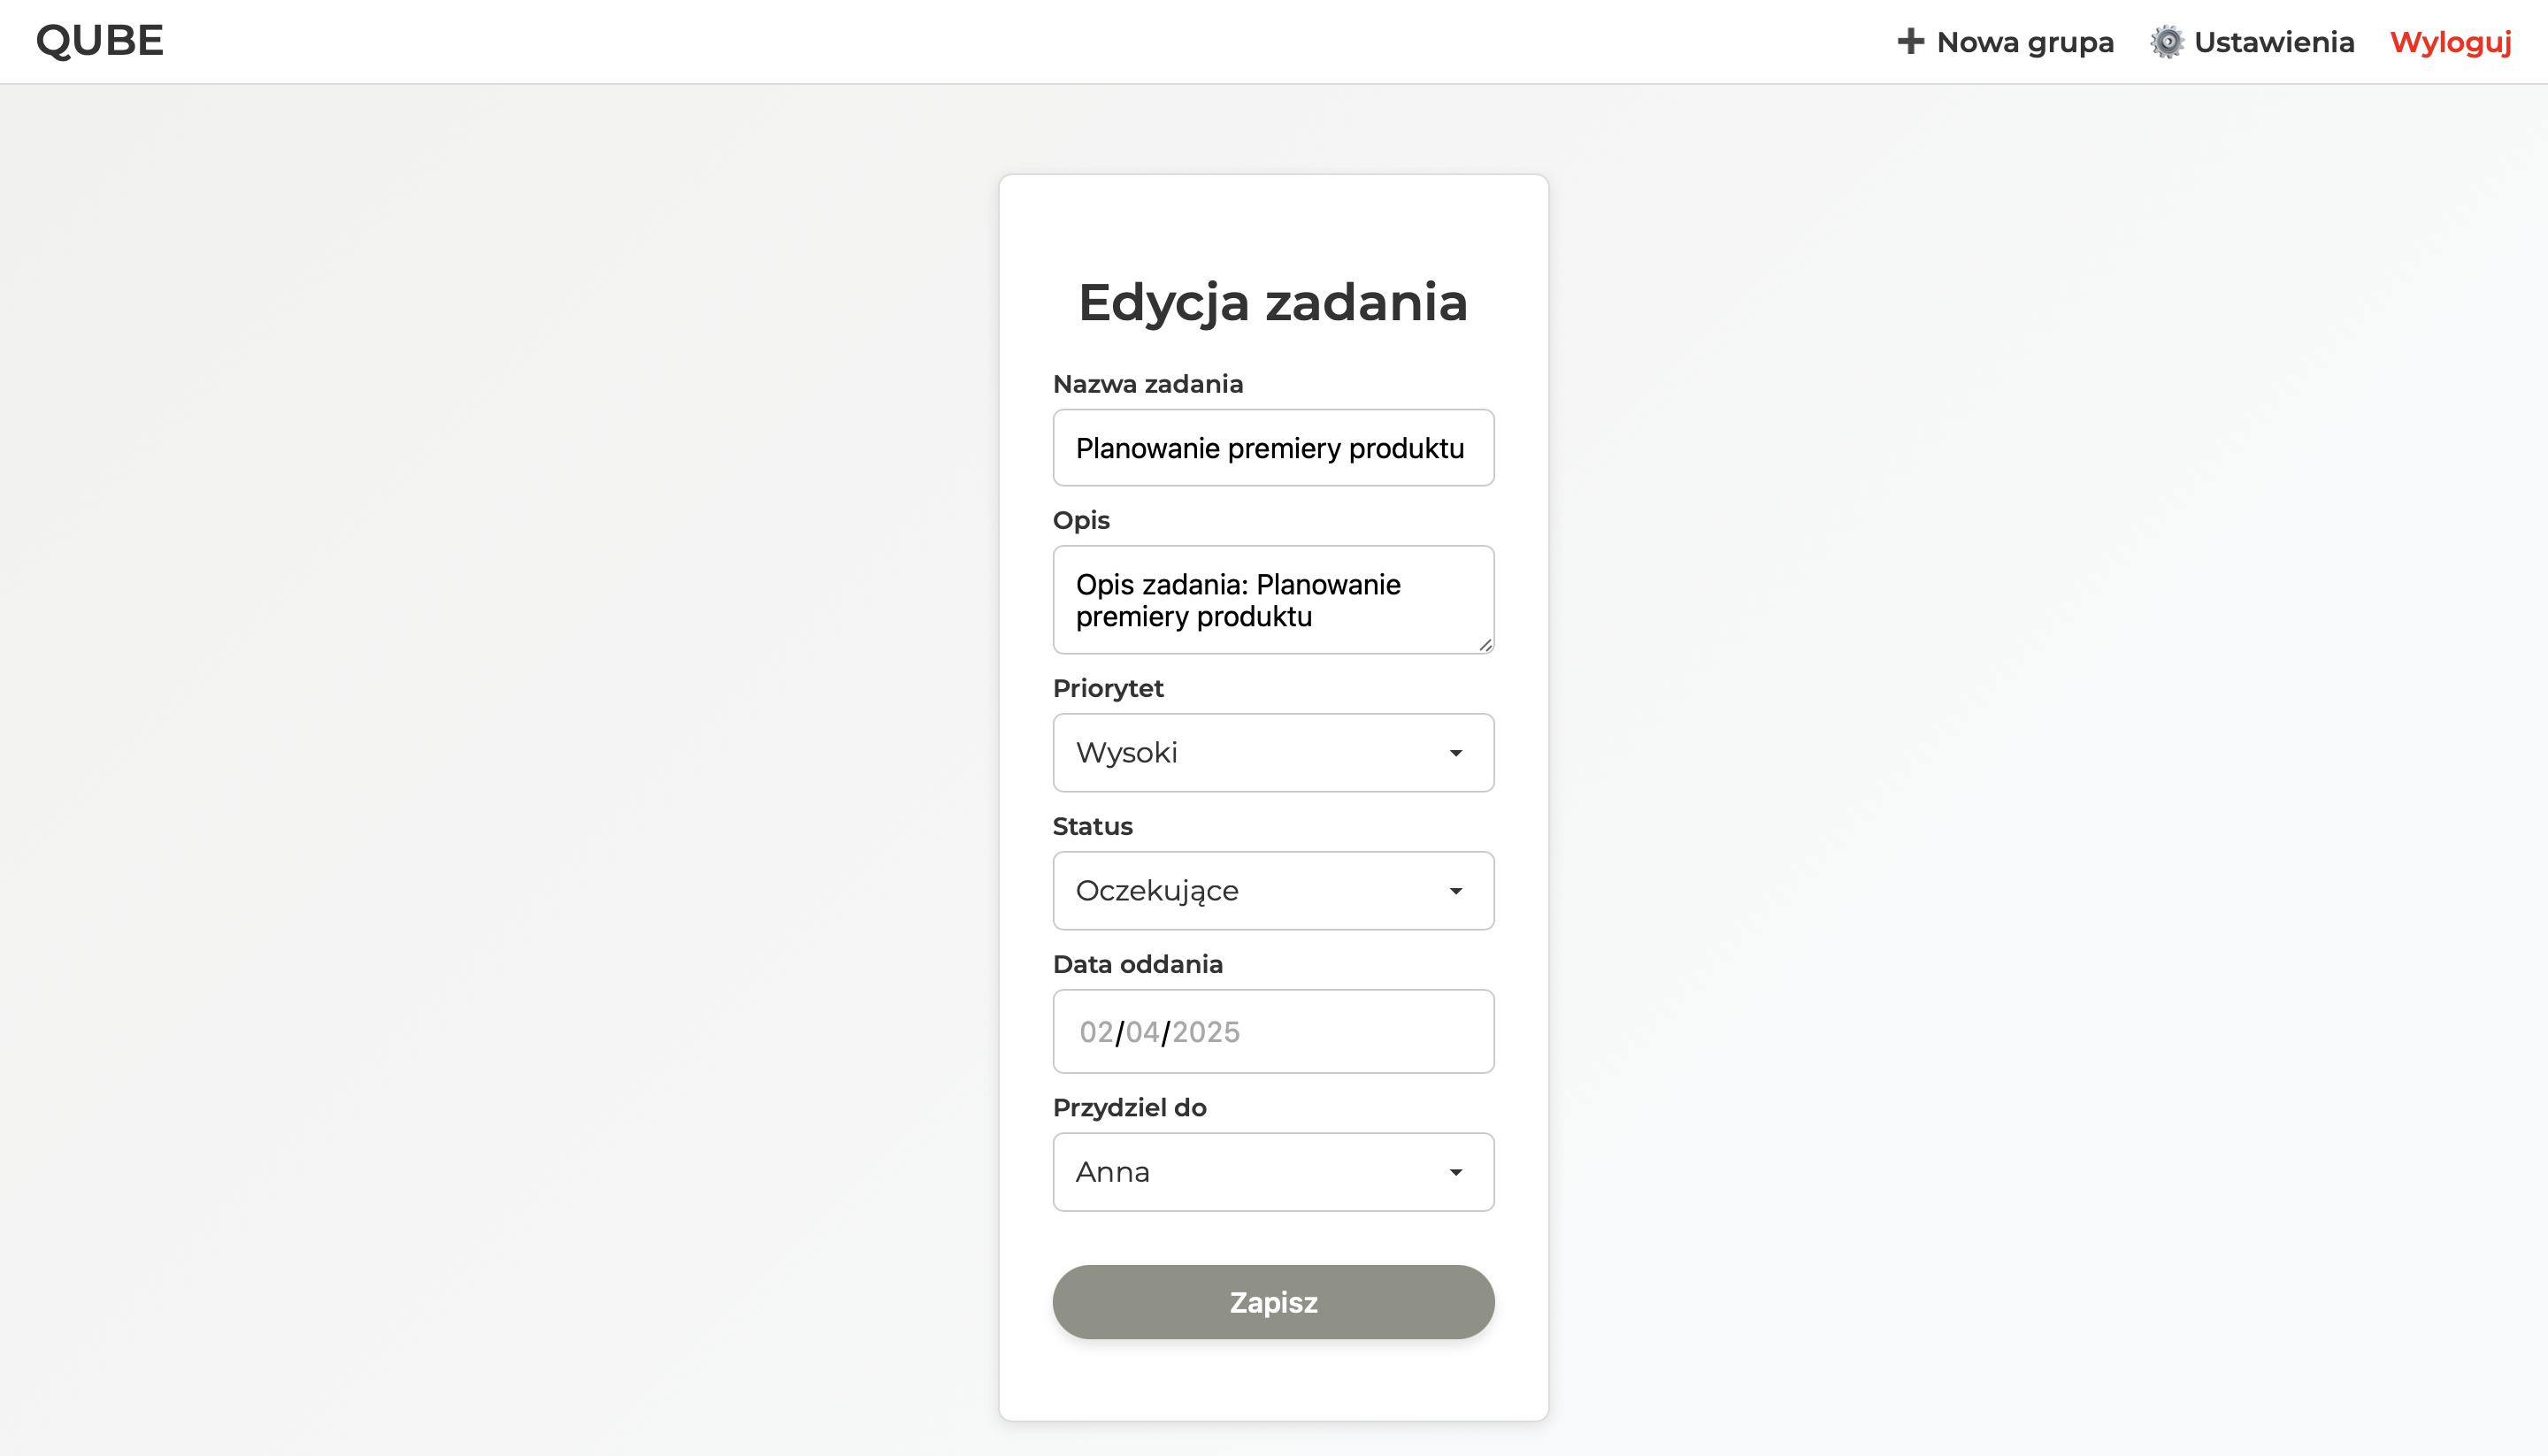 QUBE
Nowa grupa
Ustawienia
Wyloguj
Edycja zadania
Nazwa zadania
Planowanie premiery produktu
Opis
Opis zadania: Planowanie
premiery produktu
Priorytet
Wysoki
Status
Oczekujące
Data oddania
02/04/2025
Przydziel do
Anna
Zapisz